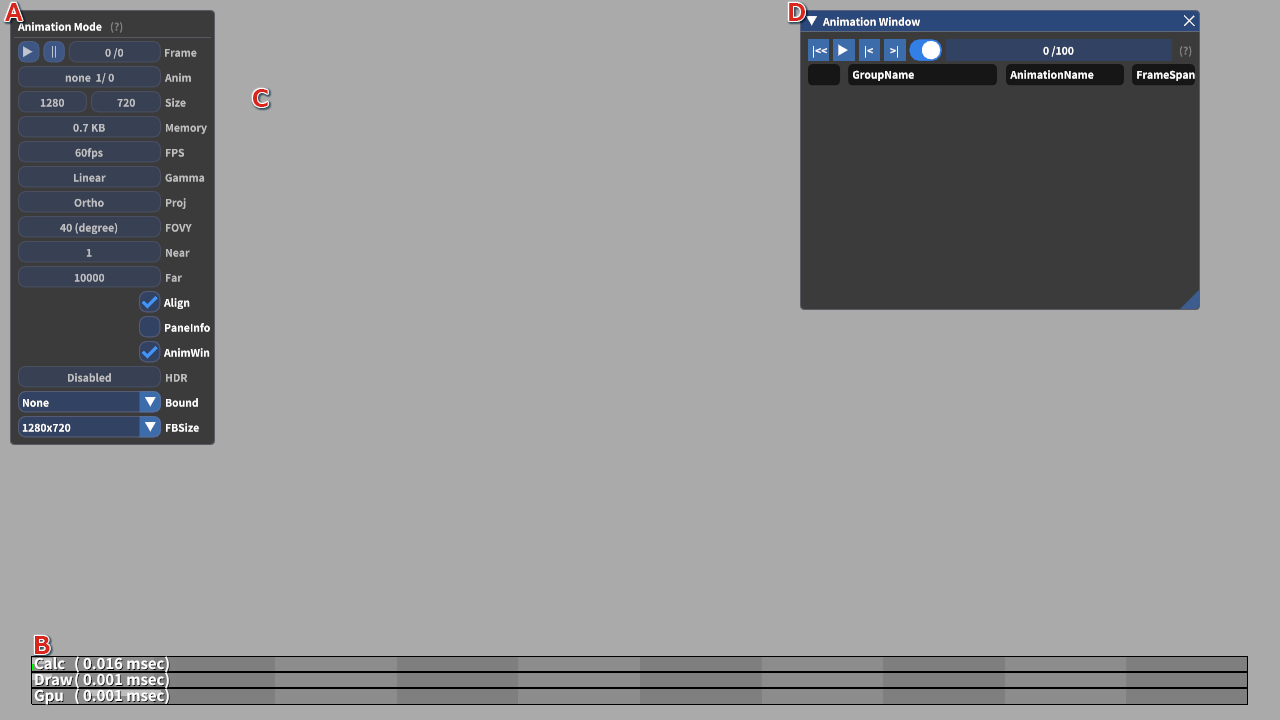 A
Animation Mode (?)
0 /0 Frame
none 1/ 0 Anim
1280 720 Size
0.7 KB Memory
60fps FPS
Linear Gamma
Ortho Proj
40 (degree) FOVY
1 Near
10000 Far
Align
PaneInfo
AnimWin
Disabled HDR
None Bound
1280x720 FBSize
C
D
Animation Window
|<< |< >| 0 /100 (?)
GroupName AnimationName FrameSpan
B
Calc ( 0.016 msec)
Draw ( 0.001 msec)
Gpu ( 0.001 msec)